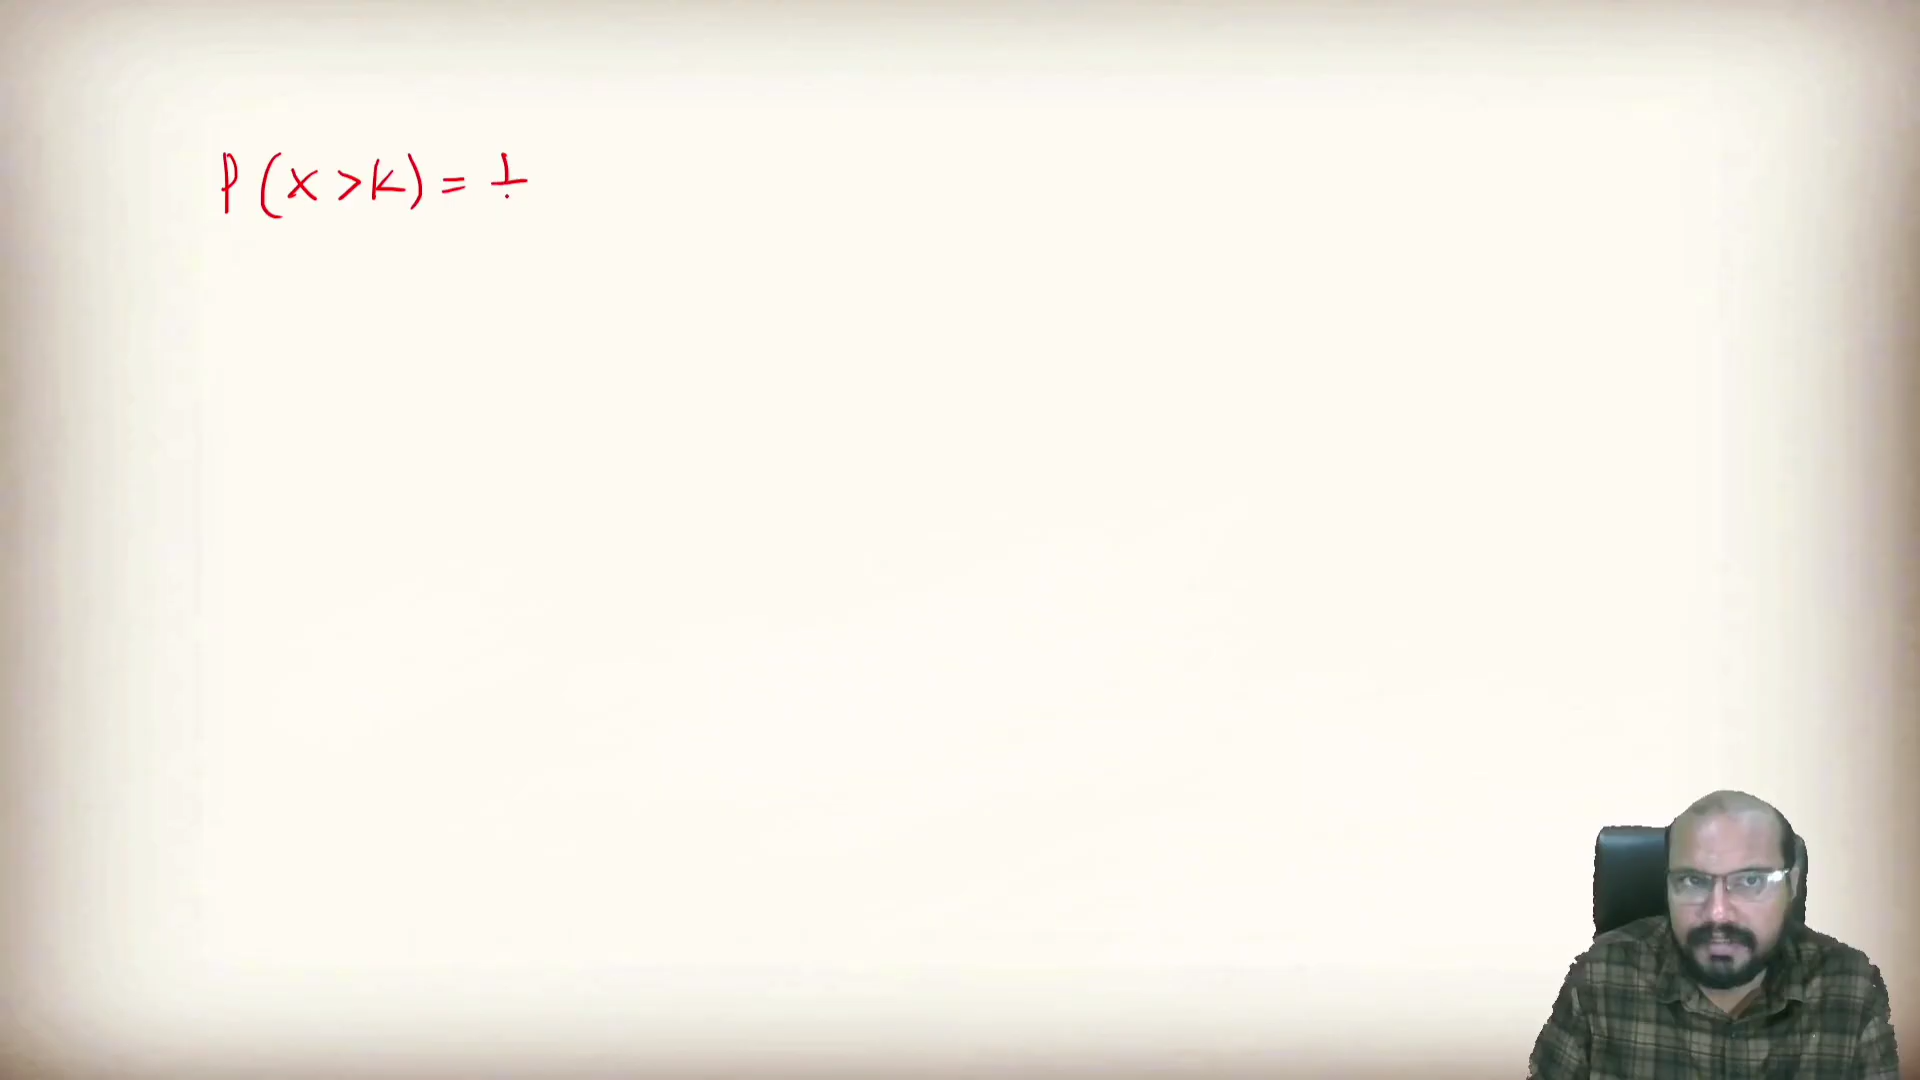 P(x>k) = 1